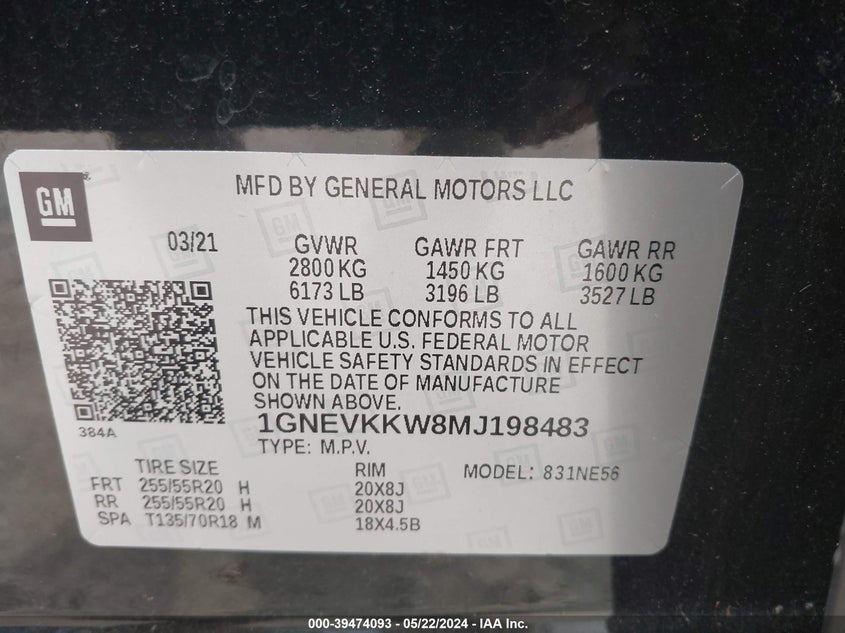 GM
MFD BY GENERAL MOTORS LLC
03/21 GVWR GAWR FRT GAWR RR
2800 KG 1450 KG 1600 KG
6173 LB 3196 LB 3527 LB
THIS VEHICLE CONFORMS TO ALL
APPLICABLE U.S. FEDERAL MOTOR
VEHICLE SAFETY STANDARDS IN EFFECT
ON THE DATE OF MANUFACTURE
SHOWN ABOVE.
384A
1GNEVKKW8MJ198483
TYPE: M.P.V.
TIRE SIZE RIM MODEL: 831NE56
FRT 255/55R20 H 20X8J
RR 255/55R20 H 20X8J
SPA T135/70R18 M 18X4.5B
000-39474093 - 05/22/2024 - IAA Inc.